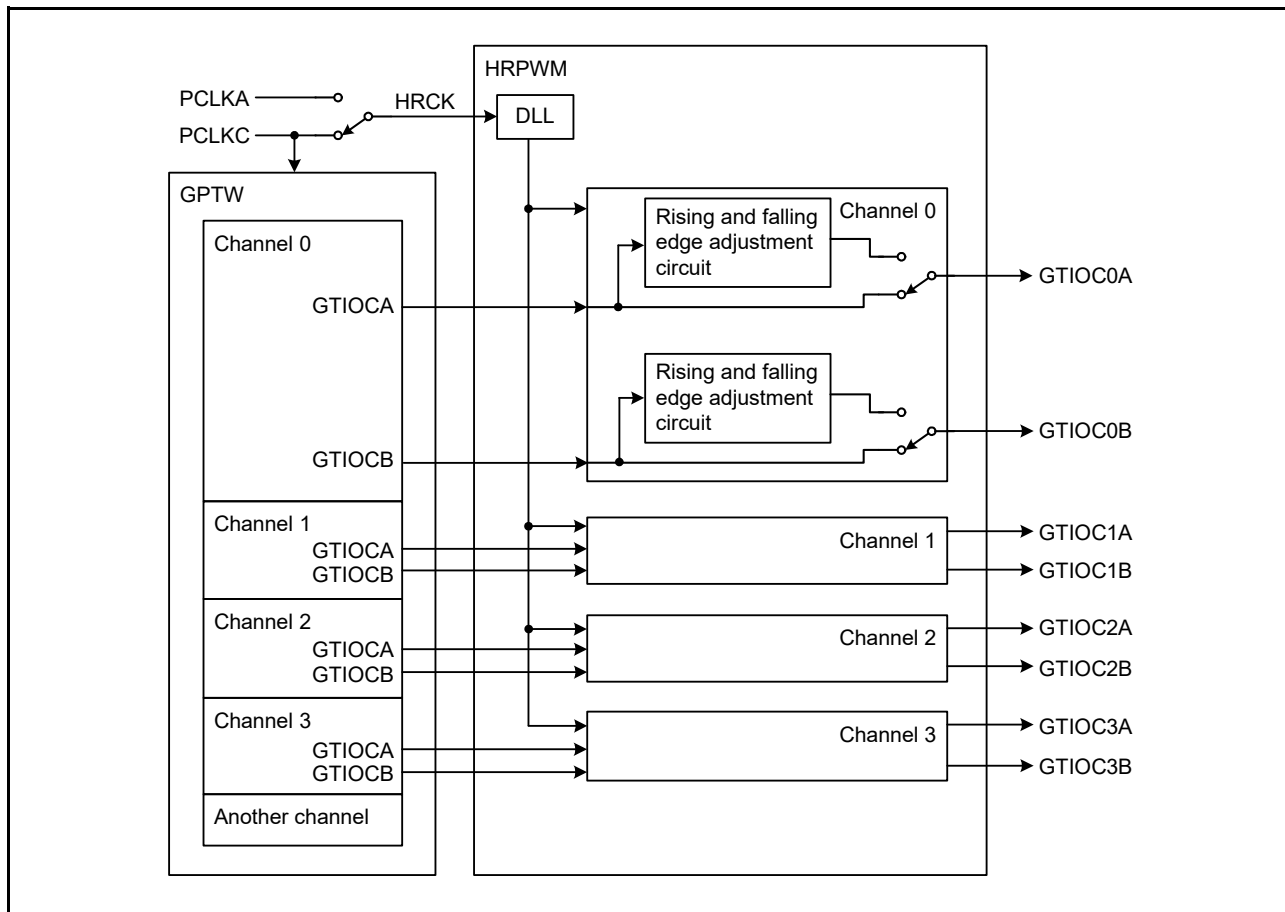 HRPWM
PCLKA
HRCK
DLL
PCLKC
GPTW
Channel 0
GTIOCA
GTIOCB
Channel 1
GTIOCA
GTIOCB
Channel 2
GTIOCA
GTIOCB
Channel 3
GTIOCA
GTIOCB
Another channel
Rising and falling
edge adjustment
circuit
Channel 0
GTIOC0A
Rising and falling
edge adjustment
circuit
GTIOC0B
Channel 1
GTIOC1A
GTIOC1B
Channel 2
GTIOC2A
GTIOC2B
Channel 3
GTIOC3A
GTIOC3B